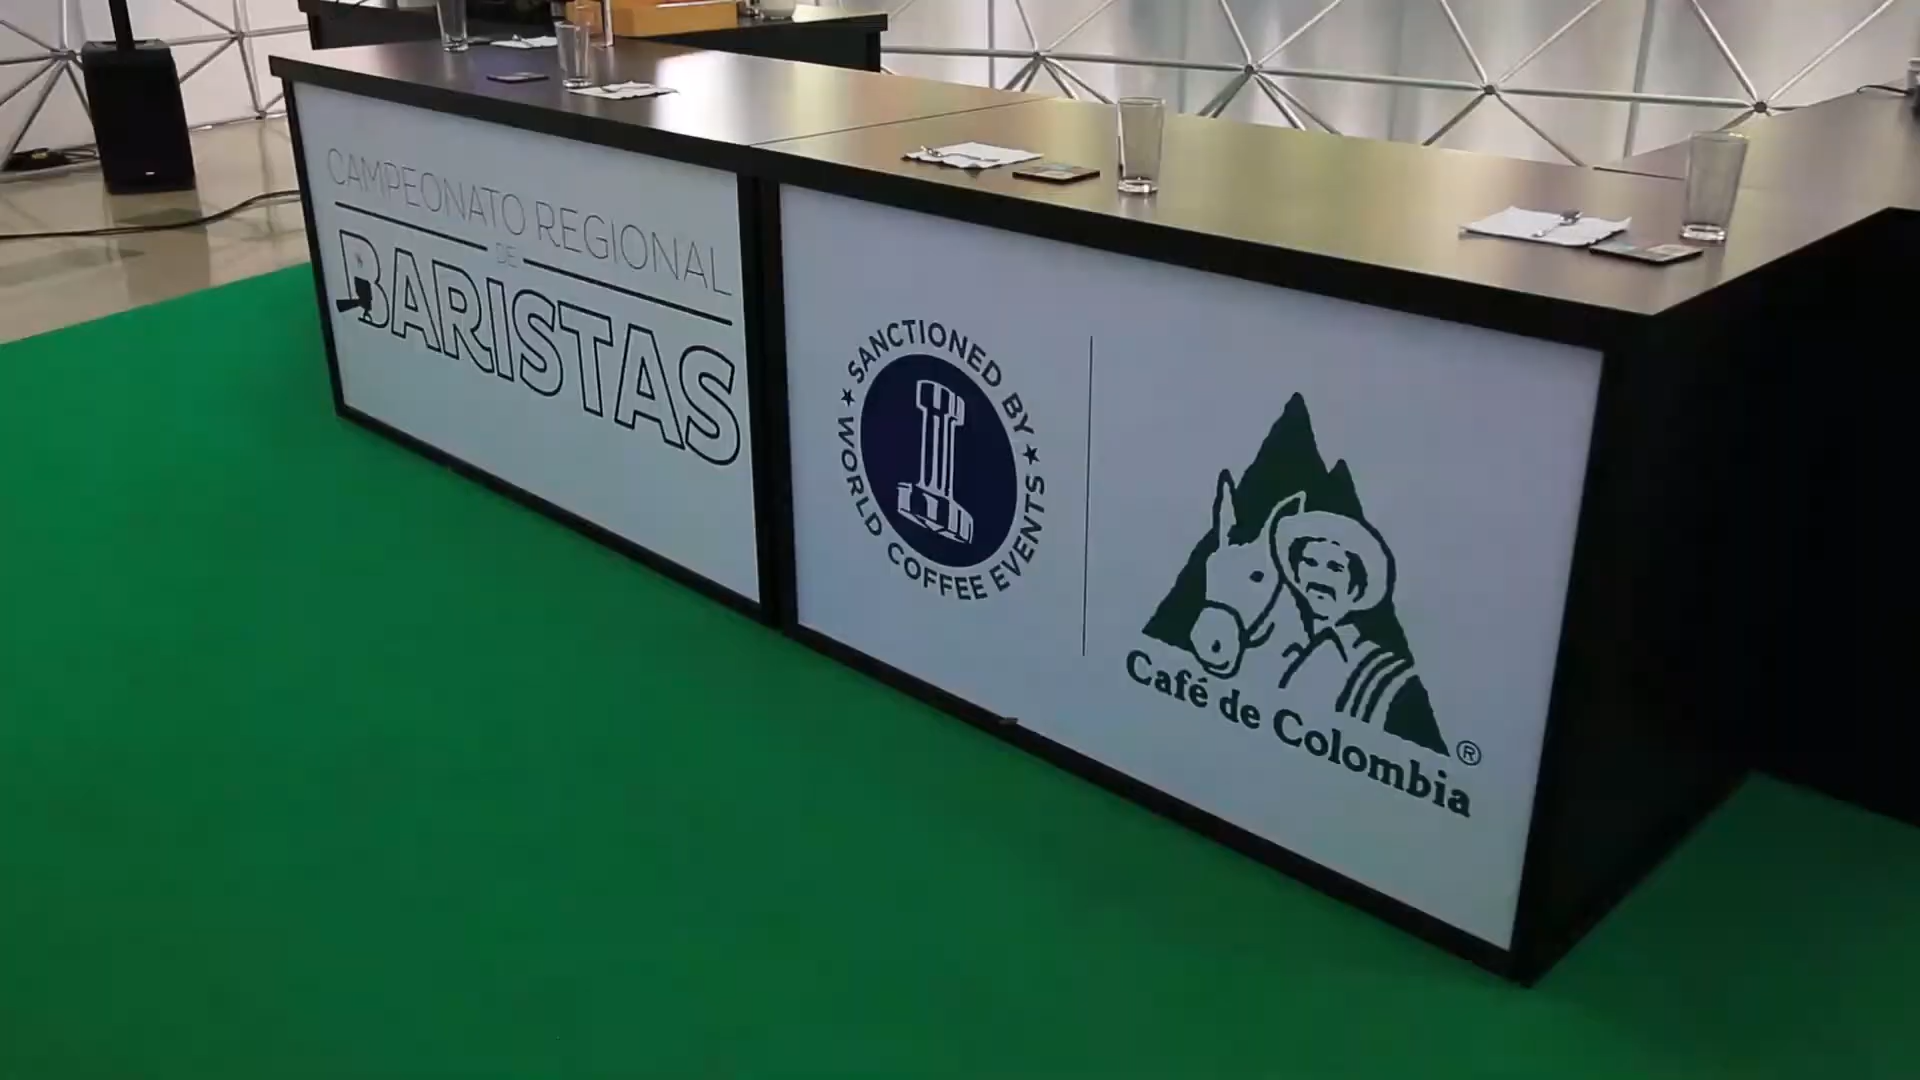 CAMPEONATO REGIONAL
DE
BARISTAS
★ SANCTIONED BY ★
WORLD COFFEE EVENTS
Café de Colombia
®